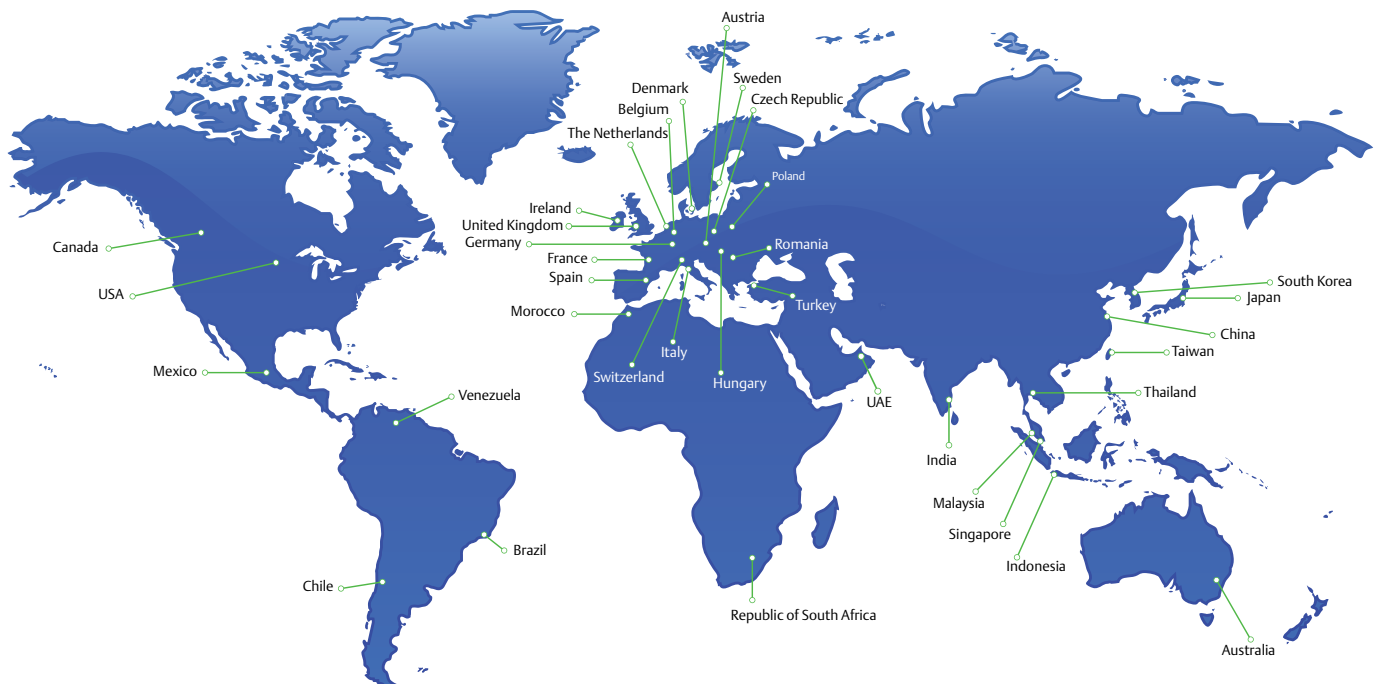 Austria
Sweden
Denmark
Czech Republic
Belgium
The Netherlands
Poland
Ireland
United Kingdom
Germany
Romania
Canada
France
Spain
South Korea
USA
Japan
Turkey
Morocco
China
Italy
Taiwan
Mexico
Switzerland
Hungary
Venezuela
UAE
Thailand
India
Malaysia
Singapore
Brazil
Indonesia
Chile
Republic of South Africa
Australia